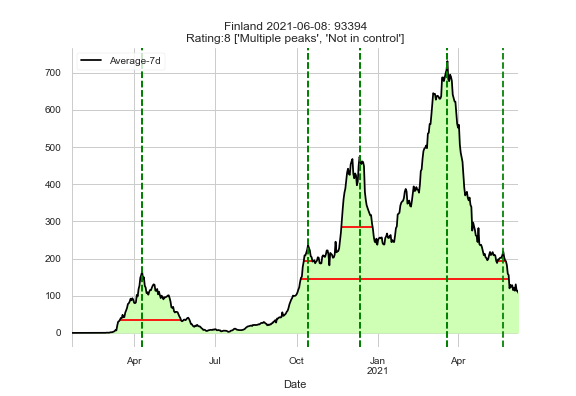 Finland 2021-06-08: 93394
Rating:8 ['Multiple peaks', 'Not in control']
Average-7d
700
600
500
400
300
200
100
0
Apr
Jul
Oct
Jan
2021
Apr
Date